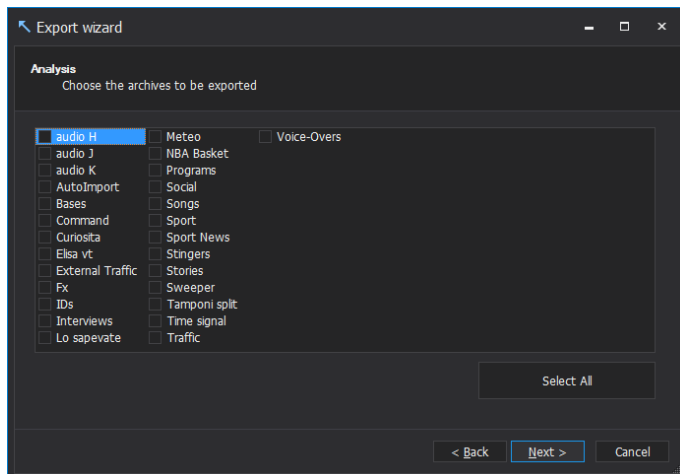 Export wizard
Analysis
Choose the archives to be exported
audio H
audio J
audio K
AutoImport
Bases
Command
Curiosita
Elisa vt
External Traffic
Fx
IDs
Interviews
Lo sapevate
Meteo
NBA Basket
Programs
Social
Songs
Sport
Sport News
Stingers
Stories
Sweeper
Tamponi split
Time signal
Traffic
Voice-Overs
Select All
< Back
Next >
Cancel